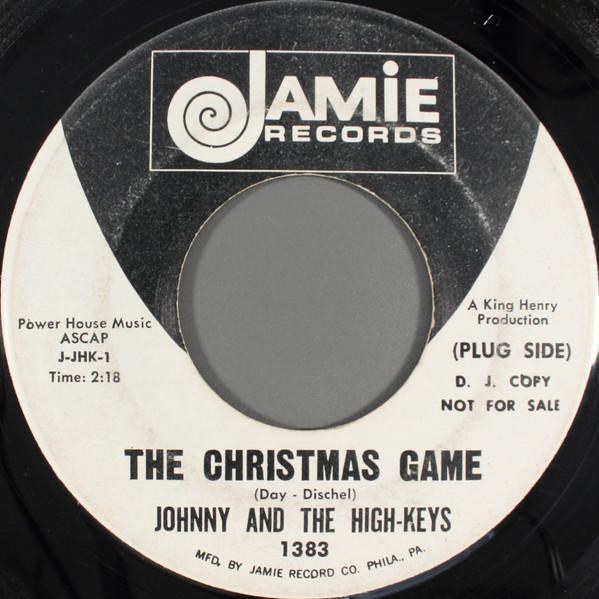 JAMiE
RECORDS
Power House Music
ASCAP
J-JHK-1
Time: 2:18
A King Henry
Production
(PLUG SIDE)
D. J. COPY
NOT FOR SALE
THE CHRISTMAS GAME
(Day - Dischel)
JOHNNY AND THE HIGH-KEYS
1383
MFD. BY JAMIE RECORD CO. PHILA., PA.